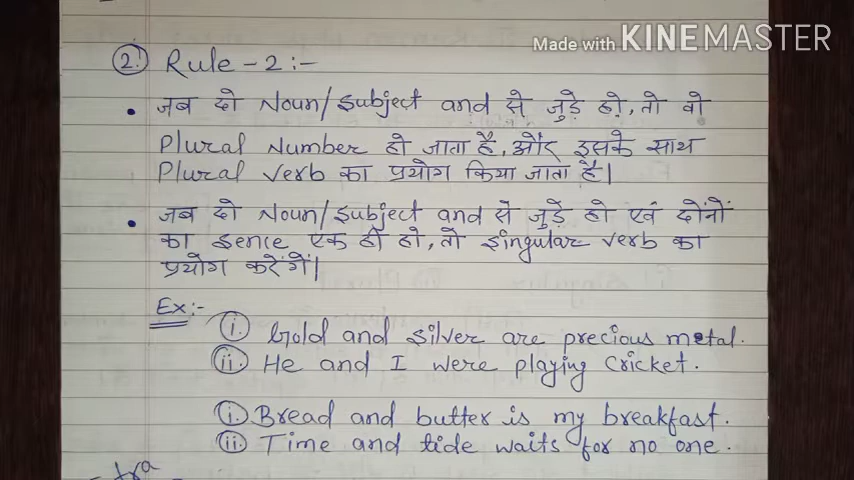 Made with KINEMASTER
2. Rule-2:-
• जब दो Noun/Subject and से जुड़े हो, तो वो
Plural Number हो जाता है, और इसके साथ
Plural verb का प्रयोग किया जाता है।
• जब दो Noun/Subject and से जुड़े हो एवं दोंनों
का Sence एक ही हो, तो Singular verb का
प्रयोग करेंगें।
Ex:-
i. Gold and Silver are precious metal.
ii. He and I were playing cricket.
i. Bread and butter is my breakfast.
ii Time and tide waits for no one.